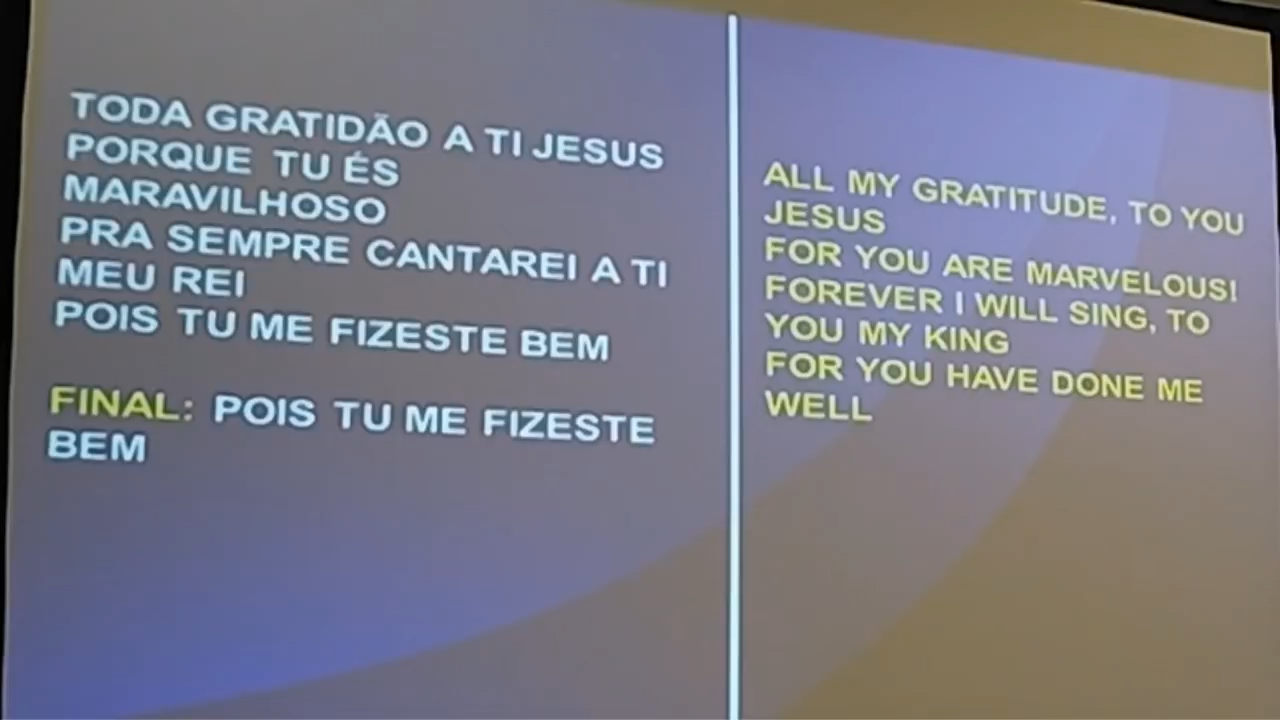 TODA GRATIDÃO A TI JESUS
PORQUE TU ÉS
MARAVILHOSO
PRA SEMPRE CANTAREI A TI
MEU REI
POIS TU ME FIZESTE BEM
FINAL: POIS TU ME FIZESTE
BEM
ALL MY GRATITUDE, TO YOU
JESUS
FOR YOU ARE MARVELOUS!
FOREVER I WILL SING, TO
YOU MY KING
FOR YOU HAVE DONE ME
WELL